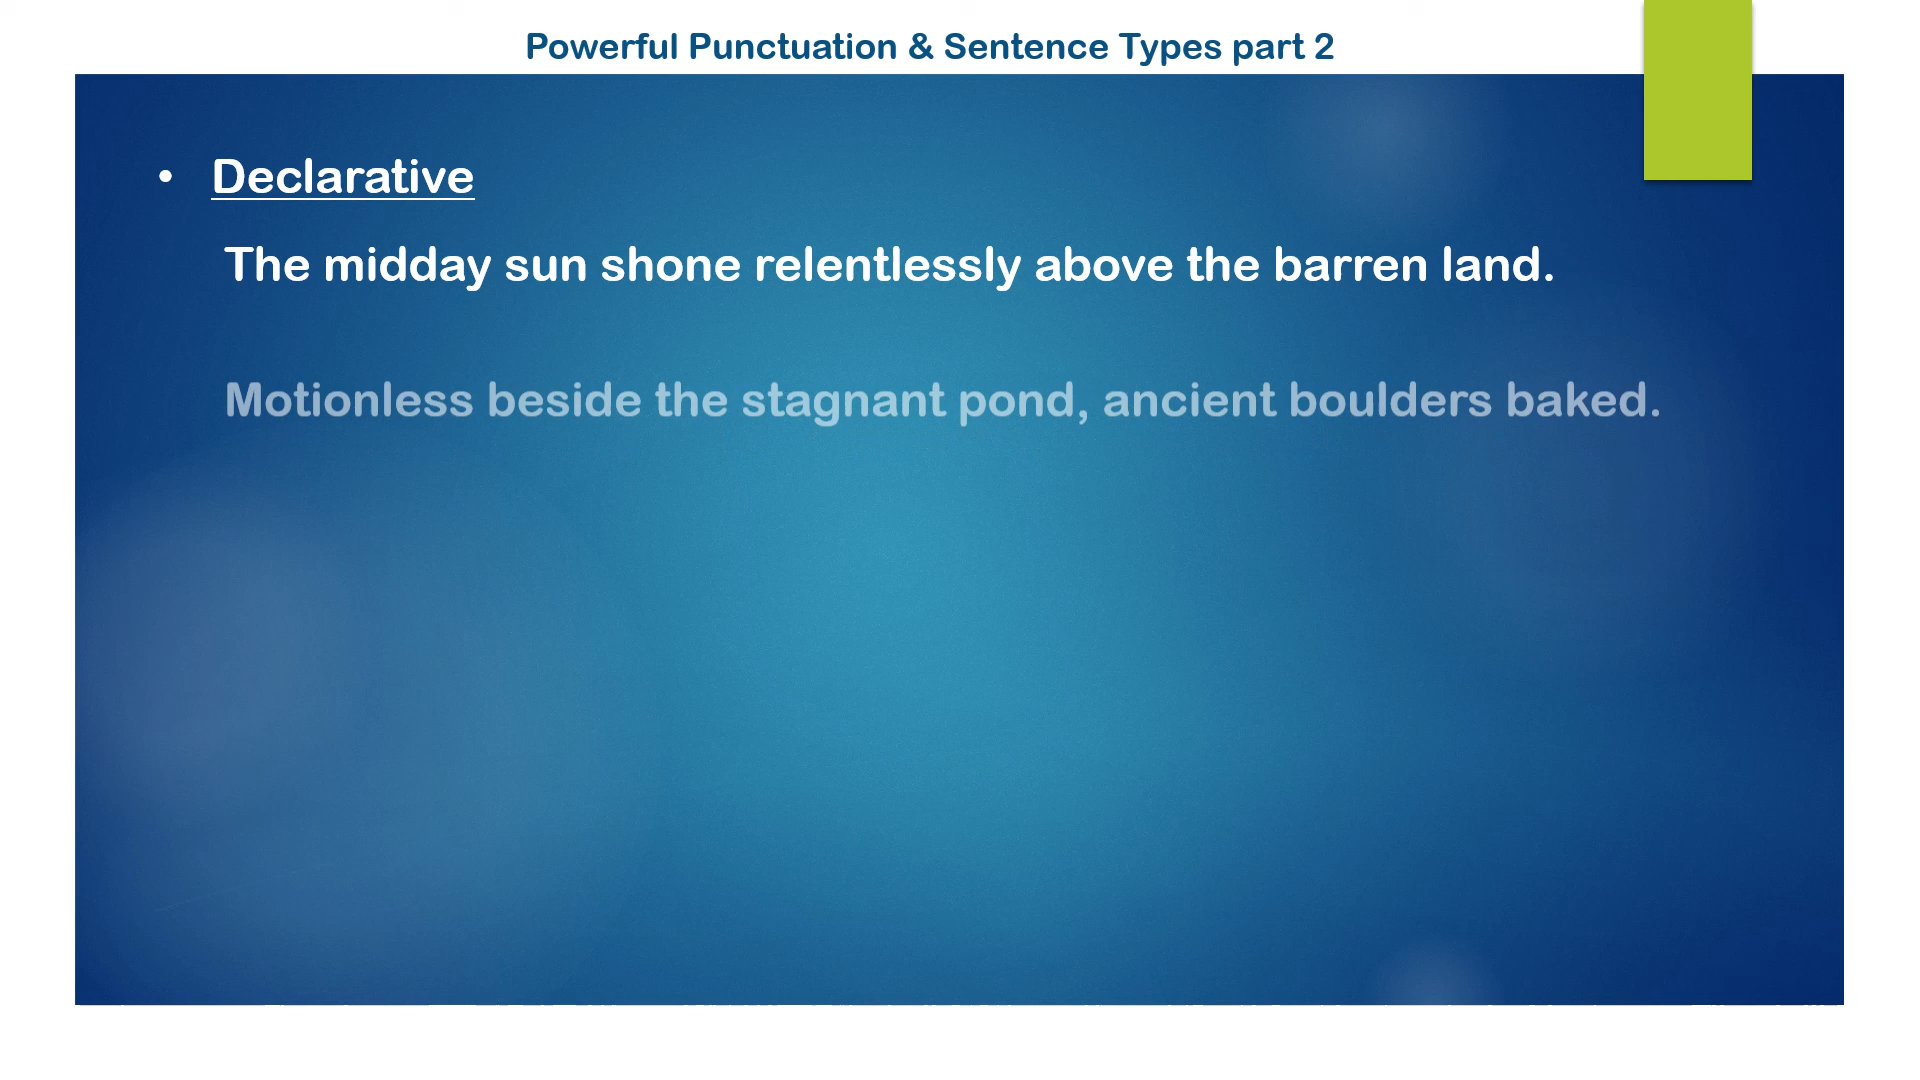 Powerful Punctuation & Sentence Types part 2
• Declarative
The midday sun shone relentlessly above the barren land.
Motionless beside the stagnant pond, ancient boulders baked.